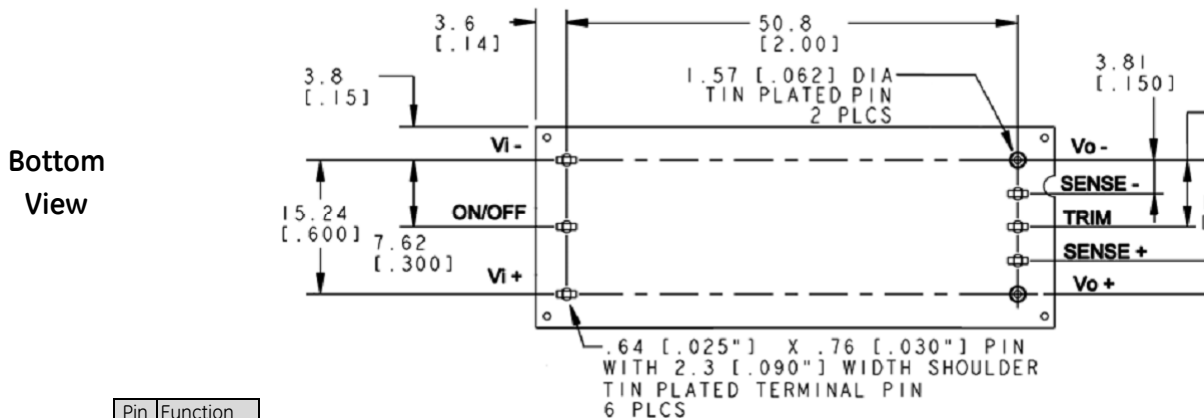 3.6
[.14]
50.8
[2.00]
3.81
[.150]
3.8
[.15]
1.57 [.062] DIA
TIN PLATED PIN
2 PLCS
Bottom
View
Vi -
Vo -
SENSE -
15.24
[.600]
ON/OFF
TRIM
7.62
[.300]
SENSE +
Vi +
Vo +
.64 [.025"] X .76 [.030"] PIN
WITH 2.3 [.090"] WIDTH SHOULDER
TIN PLATED TERMINAL PIN
6 PLCS
Pin Function